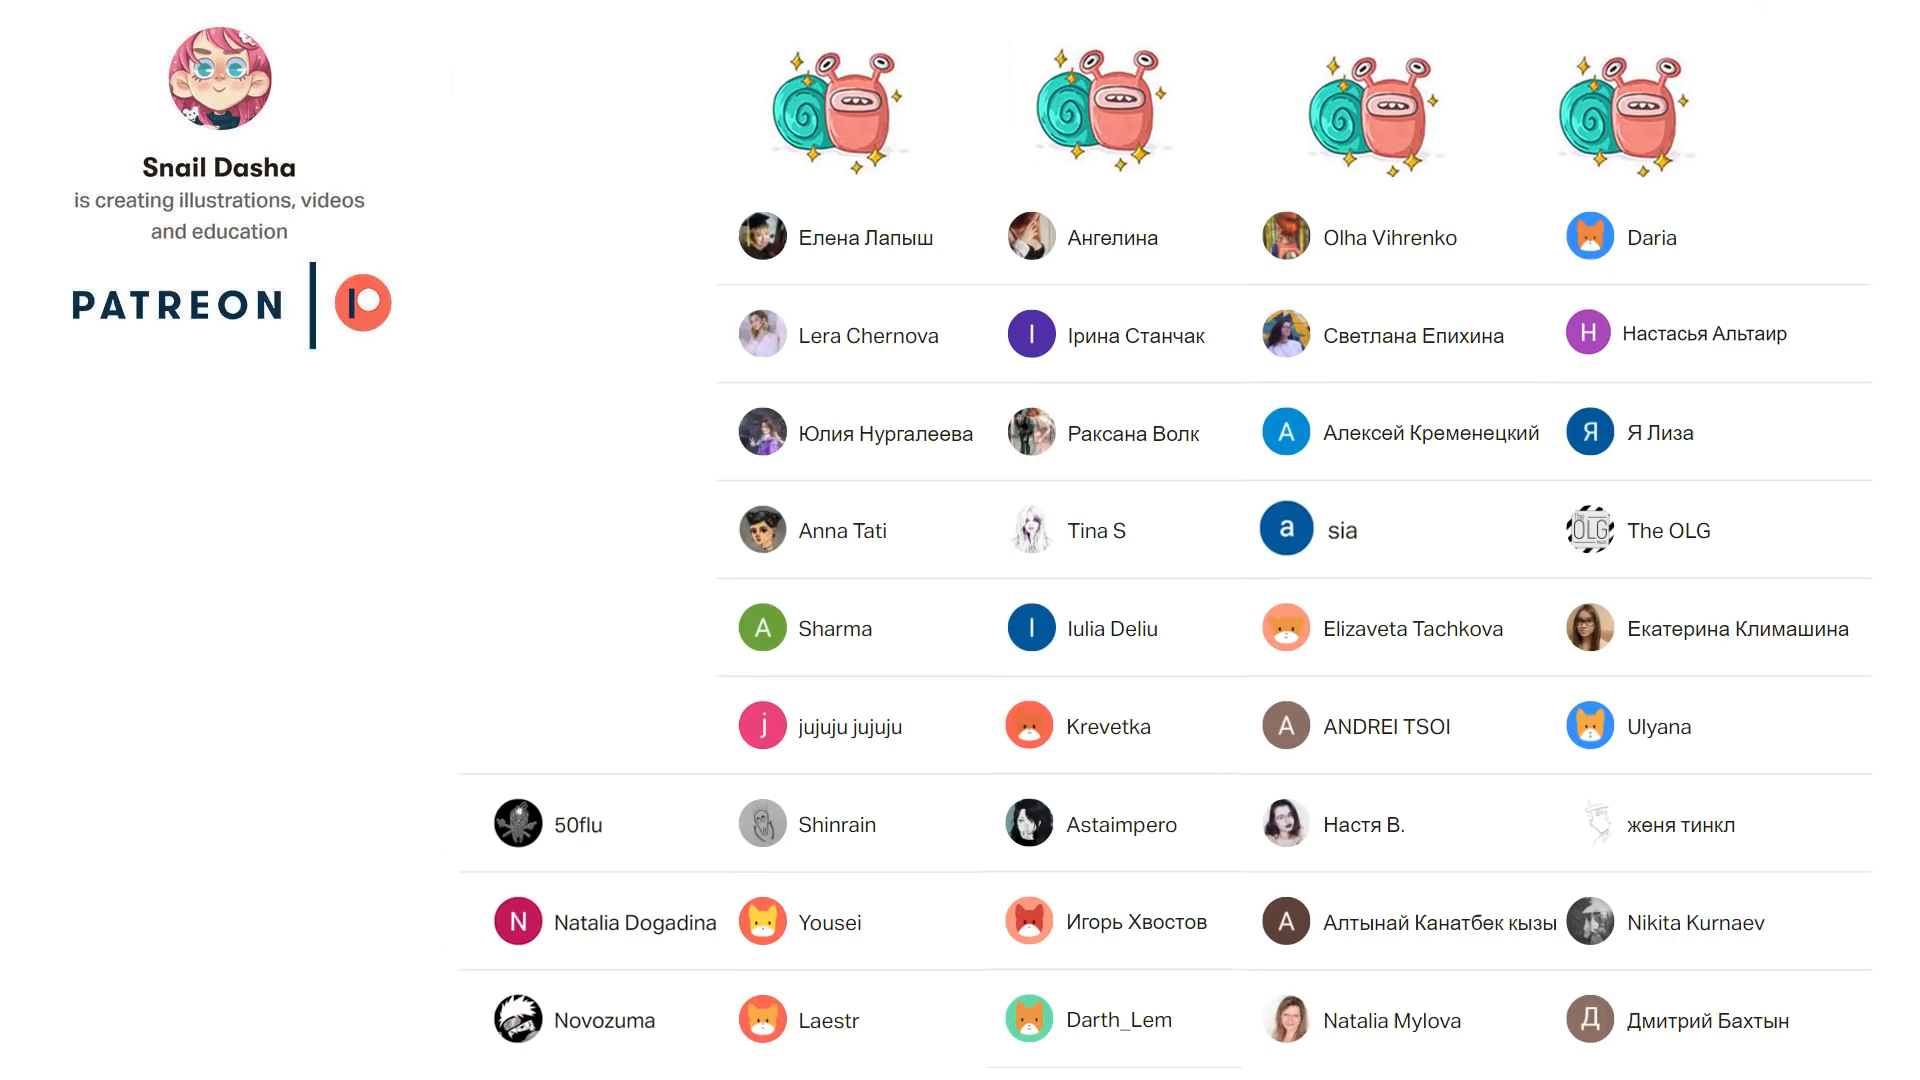 Snail Dasha
is creating illustrations, videos
and education
PATREON
Елена Лапыш
Ангелина
Olha Vihrenko
Daria
Lera Chernova
I
Ірина Станчак
Светлана Епихина
Н
Настасья Альтаир
Юлия Нургалеева
Раксана Волк
А
Алексей Кременецкий
Я
Я Лиза
Anna Tati
Tina S
a
sia
The OLG
The OLG
A
Sharma
I
Iulia Deliu
Elizaveta Tachkova
Екатерина Климашина
j
jujuju jujuju
Krevetka
A
ANDREI TSOI
Ulyana
50flu
Shinrain
Astaimpero
Настя В.
женя тинкл
N
Natalia Dogadina
Yousei
Игорь Хвостов
А
Алтынай Канатбек кызы
Nikita Kurnaev
Novozuma
Laestr
Darth_Lem
Natalia Mylova
Д
Дмитрий Бахтын